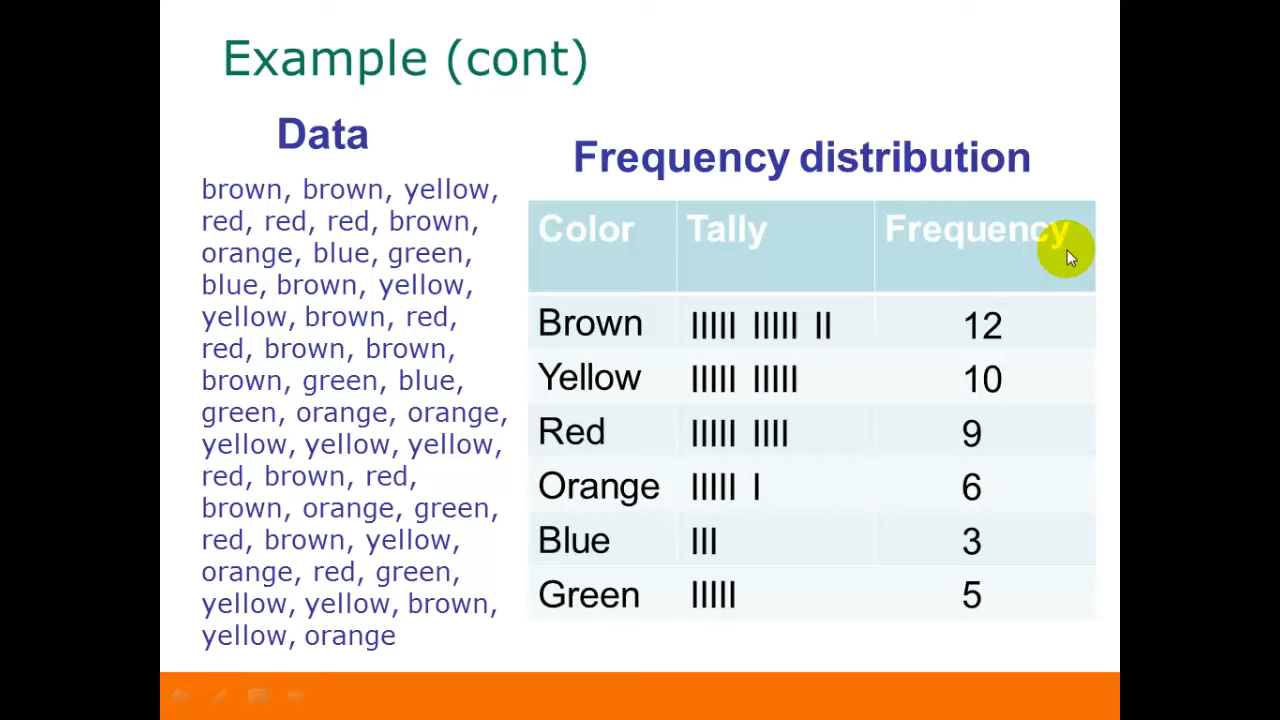 Example (cont)
Data
brown, brown, yellow,
red, red, red, brown,
orange, blue, green,
blue, brown, yellow,
yellow, brown, red,
red, brown, brown,
brown, green, blue,
green, orange, orange,
yellow, yellow, yellow,
red, brown, red,
brown, orange, green,
red, brown, yellow,
orange, red, green,
yellow, yellow, brown,
yellow, orange
Frequency distribution
Color Tally Frequency
Brown IIIII IIIII II 12
Yellow IIIII IIIII 10
Red IIIII IIII 9
Orange IIIII I 6
Blue III 3
Green IIIII 5